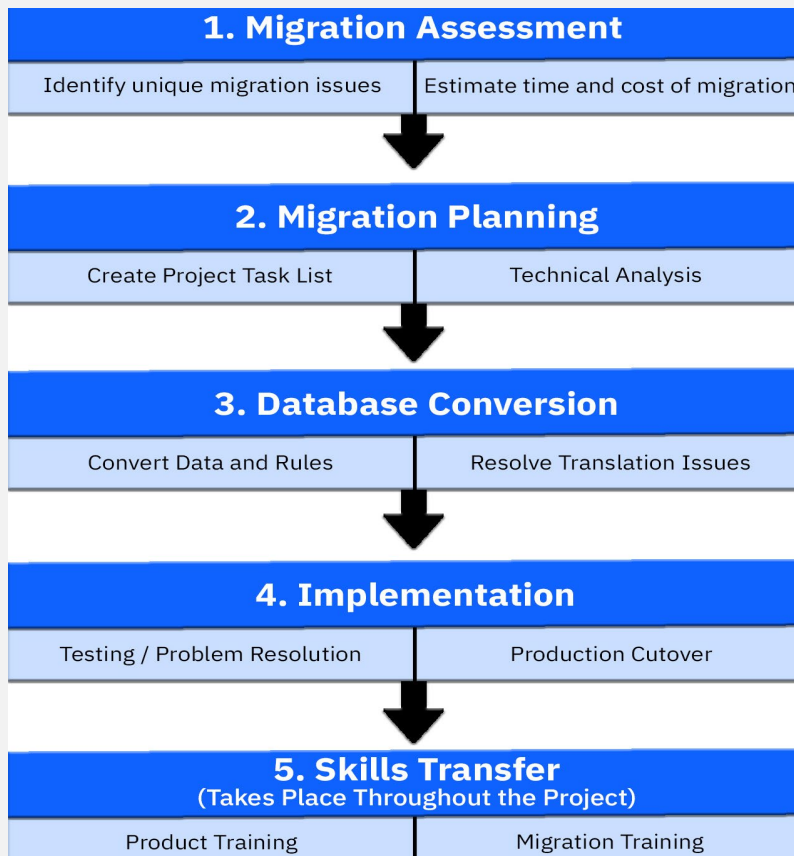 1. Migration Assessment
Identify unique migration issues
Estimate time and cost of migration
2. Migration Planning
Create Project Task List
Technical Analysis
3. Database Conversion
Convert Data and Rules
Resolve Translation Issues
4. Implementation
Testing / Problem Resolution
Production Cutover
5. Skills Transfer
(Takes Place Throughout the Project)
Product Training
Migration Training